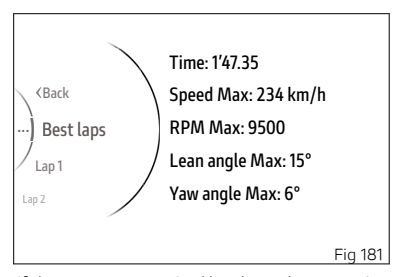 Time: 1'47.35
Speed Max: 234 km/h
RPM Max: 9500
Lean angle Max: 15°
Yaw angle Max: 6°
<Back
... Best laps
Lap 1
Lap 2
Fig 181